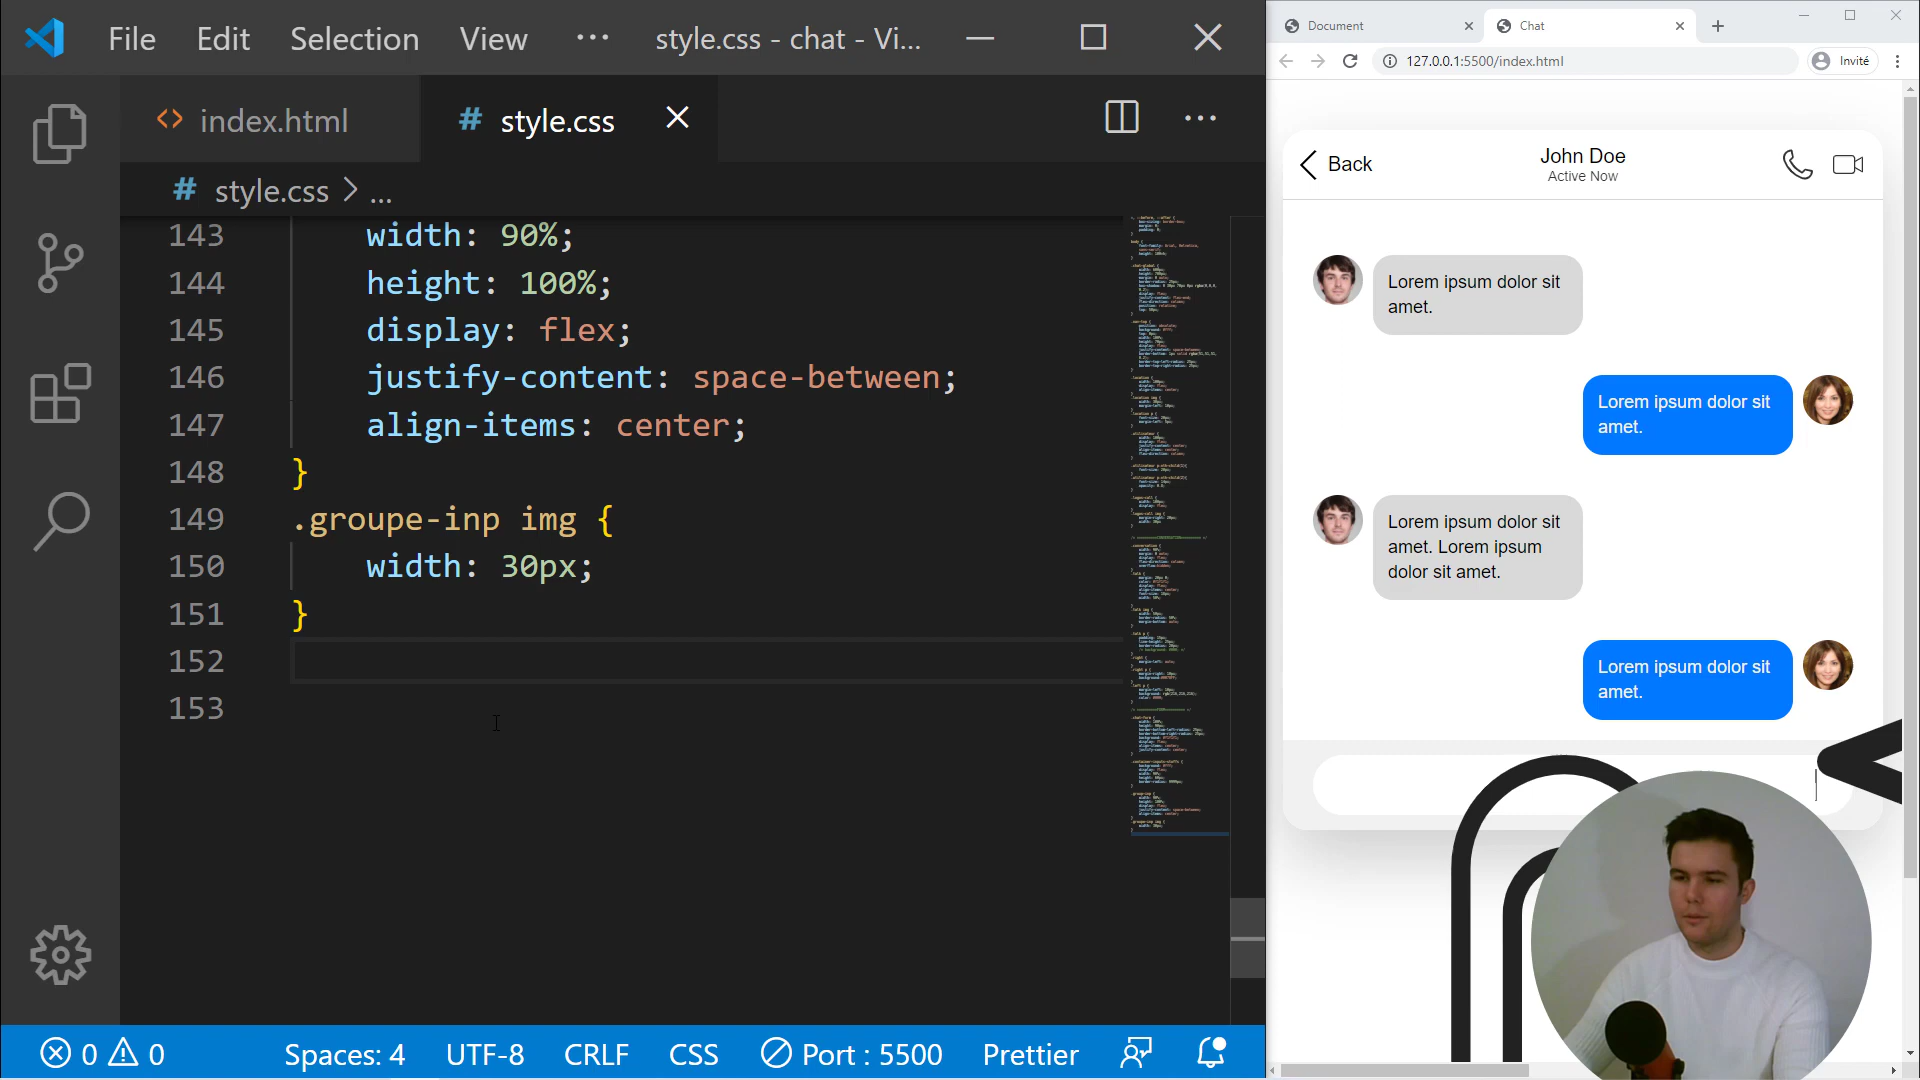 File Edit Selection View ··· style.css - chat - Vi...
index.html
# style.css
# style.css > ...
143 width: 90%;
144 height: 100%;
145 display: flex;
146 justify-content: space-between;
147 align-items: center;
148 }
149 .groupe-inp img {
150 width: 30px;
151 }
152
153
0 0 Spaces: 4 UTF-8 CRLF CSS Port : 5500 Prettier
Document
Chat
127.0.0.1:5500/index.html
Invité
Back
John Doe
Active Now
Lorem ipsum dolor sit
amet.
Lorem ipsum dolor sit
amet.
Lorem ipsum dolor sit
amet. Lorem ipsum
dolor sit amet.
Lorem ipsum dolor sit
amet.